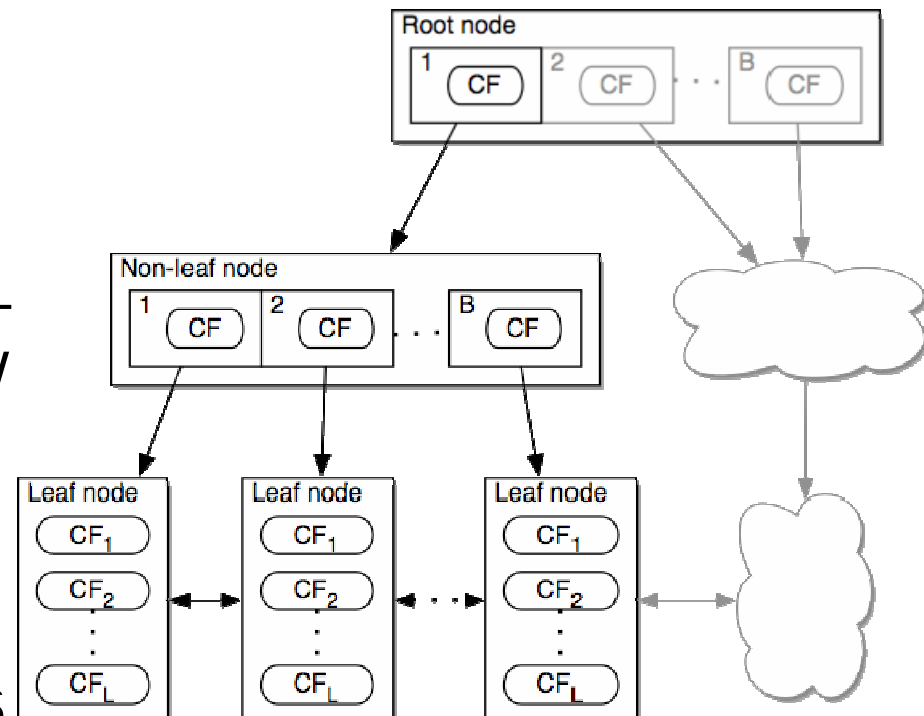 Root node
1 CF 2 CF . . . B CF
Non-leaf node
1 CF 2 CF . . . B CF
Leaf node Leaf node Leaf node
CF1 CF1 CF1
CF2 CF2 CF2
CFL CFL CFL